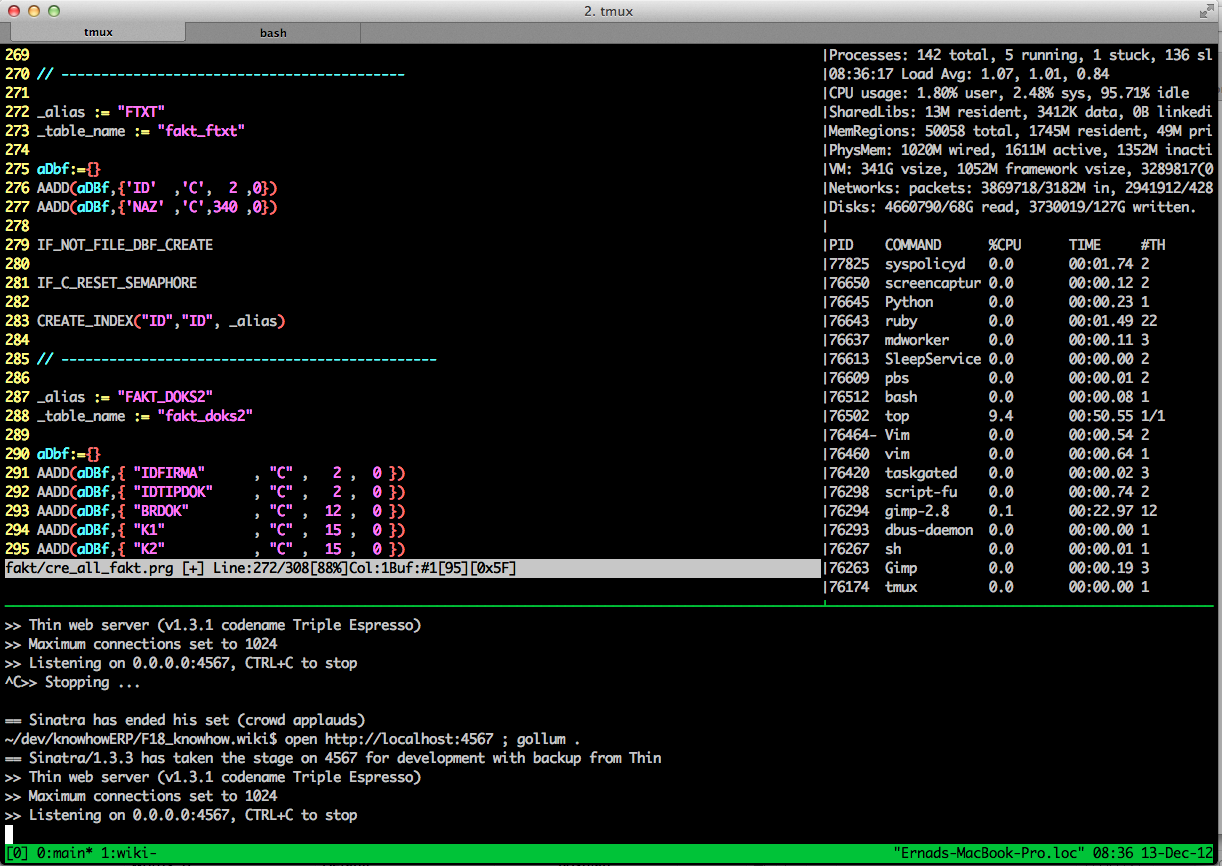 2. tmux
tmux
bash
269
270 // -------------------------------------------
271
272 _alias := "FTXT"
273 _table_name := "fakt_ftxt"
274
275 aDbf:={}
276 AADD(aDBf,{'ID'  ,'C',  2 ,0})
277 AADD(aDBf,{'NAZ' ,'C',340 ,0})
278
279 IF_NOT_FILE_DBF_CREATE
280
281 IF_C_RESET_SEMAPHORE
282
283 CREATE_INDEX("ID","ID", _alias)
284
285 // -----------------------------------------------
286
287 _alias := "FAKT_DOKS2"
288 _table_name := "fakt_doks2"
289
290 aDbf:={}
291 AADD(aDBf,{ "IDFIRMA"      , "C" ,   2 ,  0 })
292 AADD(aDBf,{ "IDTIPDOK"     , "C" ,   2 ,  0 })
293 AADD(aDBf,{ "BRDOK"        , "C" ,  12 ,  0 })
294 AADD(aDBf,{ "K1"           , "C" ,  15 ,  0 })
295 AADD(aDBf,{ "K2"           , "C" ,  15 ,  0 })
fakt/cre_all_fakt.prg [+] Line:272/308[88%]Col:1Buf:#1[95][0x5F]
|Processes: 142 total, 5 running, 1 stuck, 136 sl
|08:36:17 Load Avg: 1.07, 1.01, 0.84
|CPU usage: 1.80% user, 2.48% sys, 95.71% idle
|SharedLibs: 13M resident, 3412K data, 0B linkedi
|MemRegions: 50058 total, 1745M resident, 49M pri
|PhysMem: 1020M wired, 1611M active, 1352M inacti
|VM: 341G vsize, 1052M framework vsize, 3289817(0
|Networks: packets: 3869718/3182M in, 2941912/428
|Disks: 4660790/68G read, 3730019/127G written.
|
|PID    COMMAND      %CPU      TIME     #TH
|77825  syspolicyd   0.0       00:01.74 2
|76650  screencaptur 0.0       00:00.12 2
|76645  Python       0.0       00:00.23 1
|76643  ruby         0.0       00:01.49 22
|76637  mdworker     0.0       00:00.11 3
|76613  SleepService 0.0       00:00.00 2
|76609  pbs          0.0       00:00.01 2
|76512  bash         0.0       00:00.08 1
|76502  top          9.4       00:50.55 1/1
|76464- Vim          0.0       00:00.54 2
|76460  vim          0.0       00:00.64 1
|76420  taskgated    0.0       00:00.02 3
|76298  script-fu    0.0       00:00.74 2
|76294  gimp-2.8     0.1       00:22.97 12
|76293  dbus-daemon  0.0       00:00.00 1
|76267  sh           0.0       00:00.01 1
|76263  Gimp         0.0       00:00.19 3
|76174  tmux         0.0       00:00.00 1
>> Thin web server (v1.3.1 codename Triple Espresso)
>> Maximum connections set to 1024
>> Listening on 0.0.0.0:4567, CTRL+C to stop
^C>> Stopping ...
== Sinatra has ended his set (crowd applauds)
~/dev/knowhowERP/F18_knowhow.wiki$ open http://localhost:4567 ; gollum .
== Sinatra/1.3.3 has taken the stage on 4567 for development with backup from Thin
>> Thin web server (v1.3.1 codename Triple Espresso)
>> Maximum connections set to 1024
>> Listening on 0.0.0.0:4567, CTRL+C to stop
[0] 0:main* 1:wiki- "Ernads-MacBook-Pro.loc" 08:36 13-Dec-12